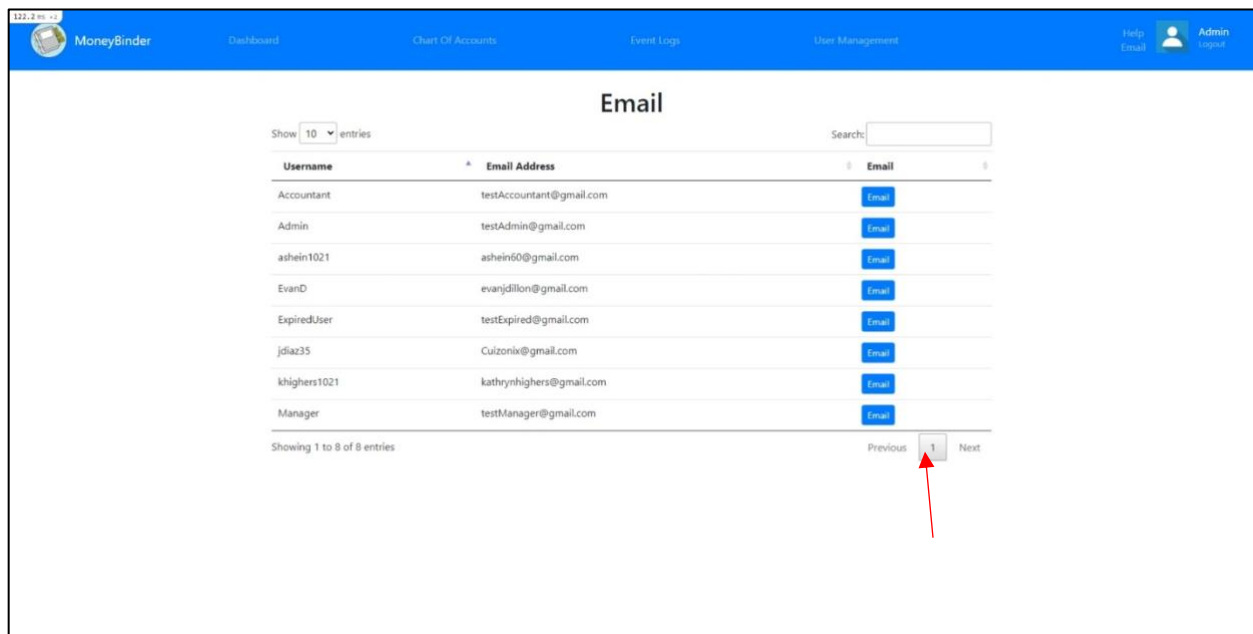 122.2 ms ×2
MoneyBinder Dashboard Chart Of Accounts Event Logs User Management Help Admin
Email Logout
Email
Show 10 entries Search:
Username Email Address Email
Accountant testAccountant@gmail.com Email
Admin testAdmin@gmail.com Email
ashein1021 ashein60@gmail.com Email
EvanD evanjdillon@gmail.com Email
ExpiredUser testExpired@gmail.com Email
jdiaz35 Cuizonix@gmail.com Email
khighers1021 kathrynhighers@gmail.com Email
Manager testManager@gmail.com Email
Showing 1 to 8 of 8 entries Previous 1 Next